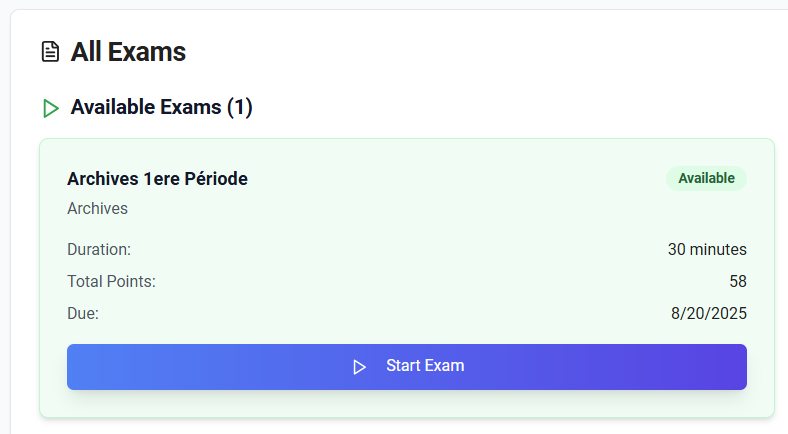 All Exams
Available Exams (1)
Archives 1ere Période
Available
Archives
Duration: 30 minutes
Total Points: 58
Due: 8/20/2025
Start Exam